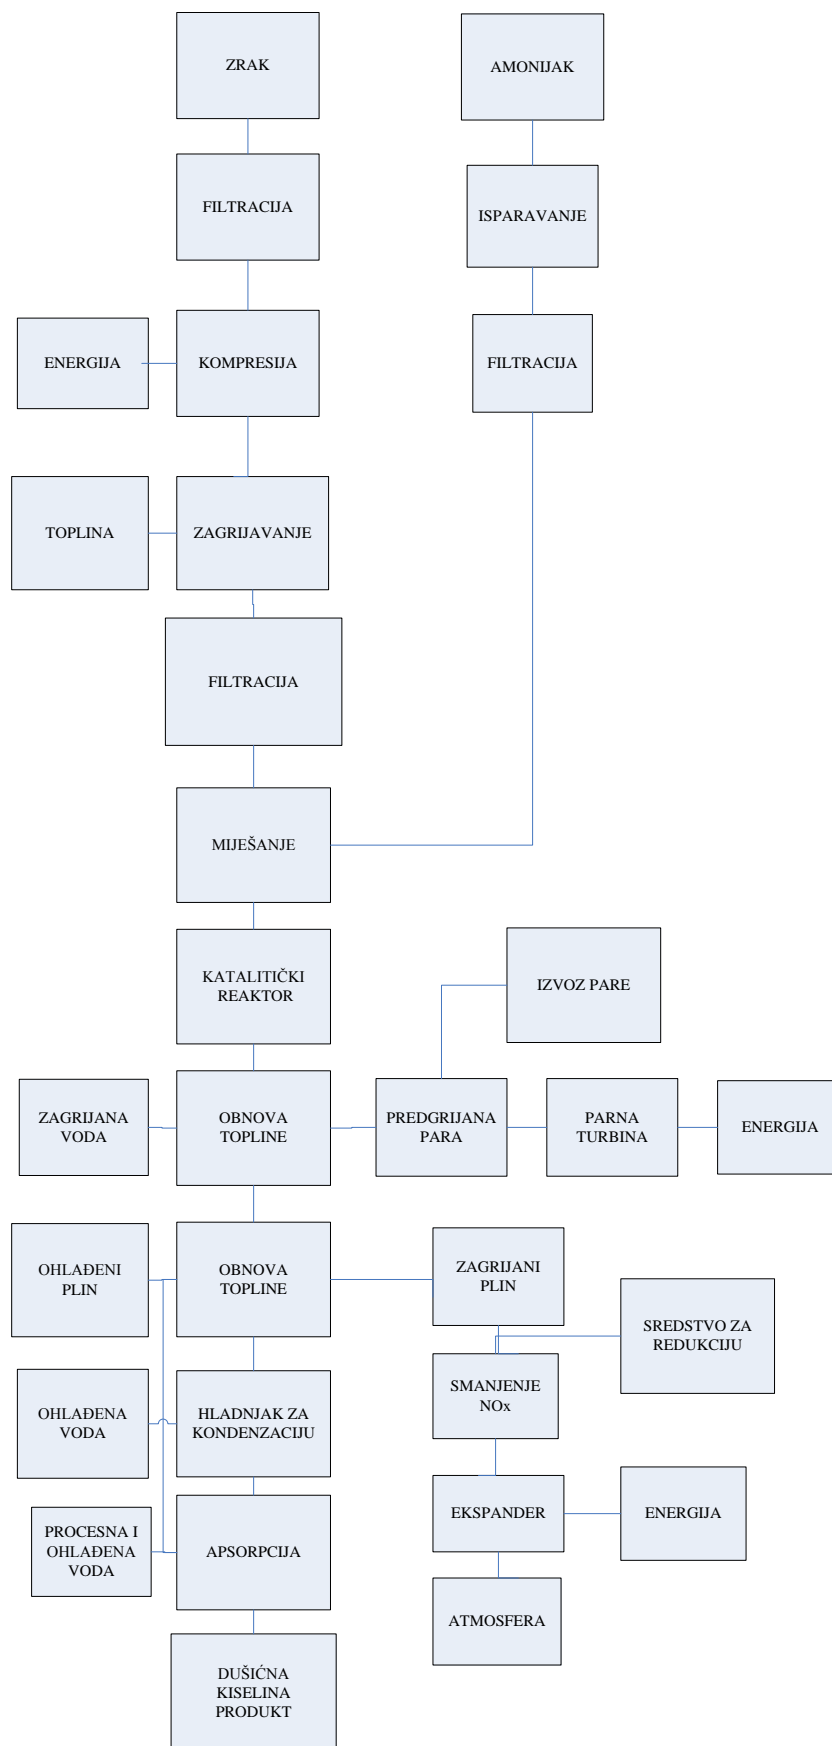 ZRAK
AMONIJAK
FILTRACIJA
ISPARAVANJE
ENERGIJA
KOMPRESIJA
FILTRACIJA
TOPLINA
ZAGRIJAVANJE
FILTRACIJA
MIJEŠANJE
KATALITIČKI
REAKTOR
IZVOZ PARE
ZAGRIJANA
VODA
OBNOVA
TOPLINE
PREDGRIJANA
PARA
PARNA
TURBINA
ENERGIJA
OHLAĐENI
PLIN
OBNOVA
TOPLINE
ZAGRIJANI
PLIN
SREDSTVO ZA
REDUKCIJU
OHLAĐENA
VODA
HLADNJAK ZA
KONDENZACIJU
SMANJENJE
NOx
PROCESNA I
OHLAĐENA
VODA
APSORPCIJA
EKSPANDER
ENERGIJA
ATMOSFERA
DUŠIĆNA
KISELINA
PRODUKT